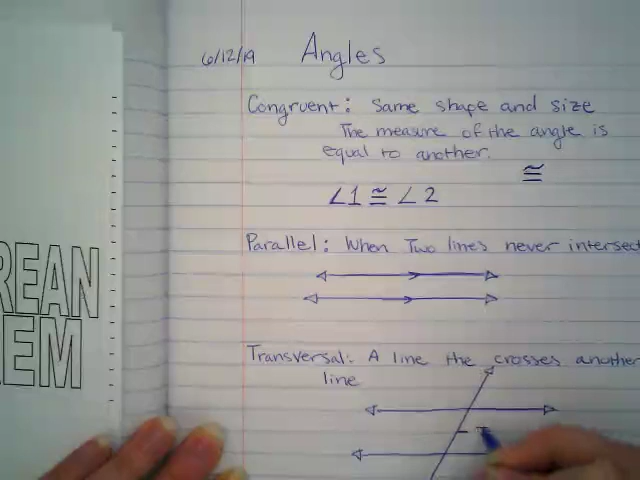 6/12/19 Angles
Congruent: Same shape and size
The measure of the angle is
equal to another.
≅
∠1 ≅ ∠2
Parallel: When Two lines never intersect
Transversal: A line the crosses another
line
REAN
EM